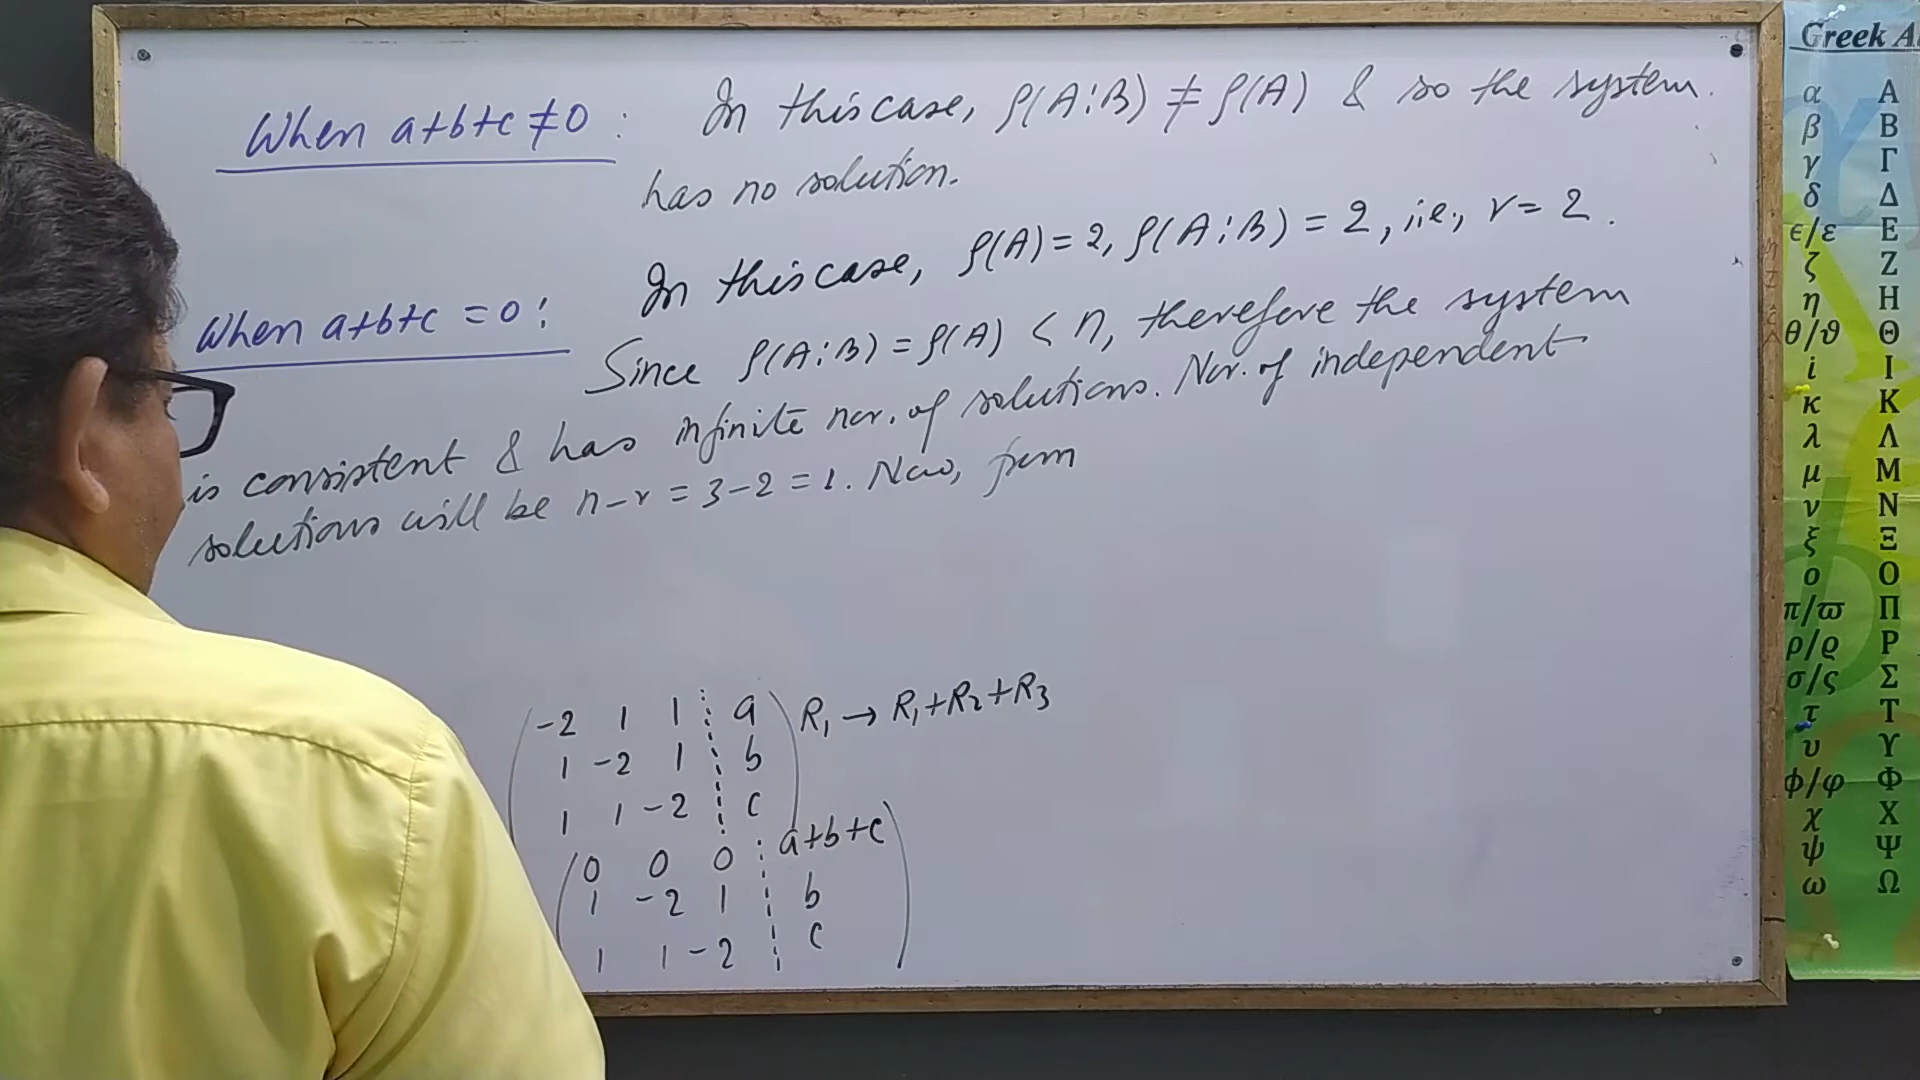 When a+b+c ≠ 0 : In this case, ρ(A⋮B) ≠ ρ(A) & so the system
has no solution.
When a+b+c = 0 : In this case, ρ(A) = 2, ρ(A⋮B) = 2, i.e., r = 2.
Since ρ(A⋮B) = ρ(A) < n, therefore the system
is consistent & has infinite nor. of solutions. Nor. of independent
solutions will be n-r = 3-2 = 1. Now, from
-2 1 1 ⋮ a R₁ → R₁+R₂+R₃
1 -2 1 ⋮ b
1 1 -2 ⋮ c
0 0 0 ⋮ a+b+c
1 -2 1 ⋮ b
1 1 -2 ⋮ c
Greek A
α Α
β Β
γ Γ
δ Δ
ϵ/ε Ε
ζ Ζ
η Η
θ/ϑ Θ
i Ι
κ Κ
λ Λ
μ Μ
ν Ν
ξ Ξ
ο Ο
π/ϖ Π
ρ/ϱ Ρ
σ/ς Σ
τ Τ
υ Υ
ϕ/φ Φ
χ Χ
ψ Ψ
ω Ω